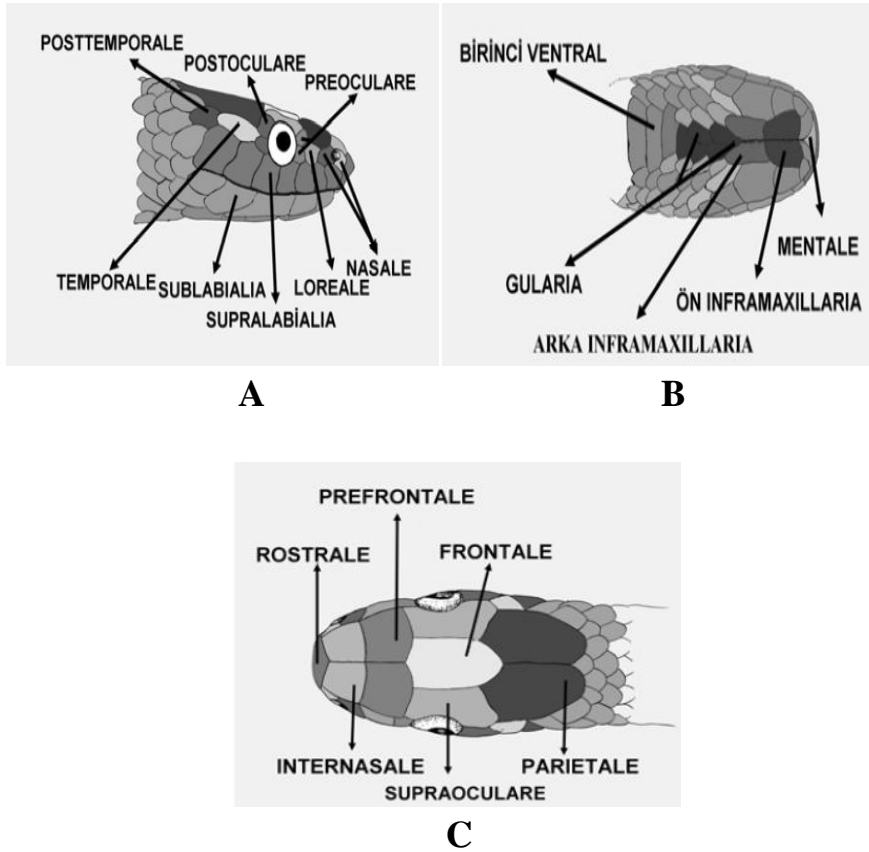 POSTTEMPORALE
POSTOCULARE
PREOCULARE
TEMPORALE
SUBLABIALIA
SUPRALABİALIA
LOREALE
NASALE
A
BİRİNCİ VENTRAL
GULARIA
ARKA INFRAMAXILLARIA
ÖN INFRAMAXILLARIA
MENTALE
B
PREFRONTALE
ROSTRALE
FRONTALE
INTERNASALE
SUPRAOCULARE
PARIETALE
C